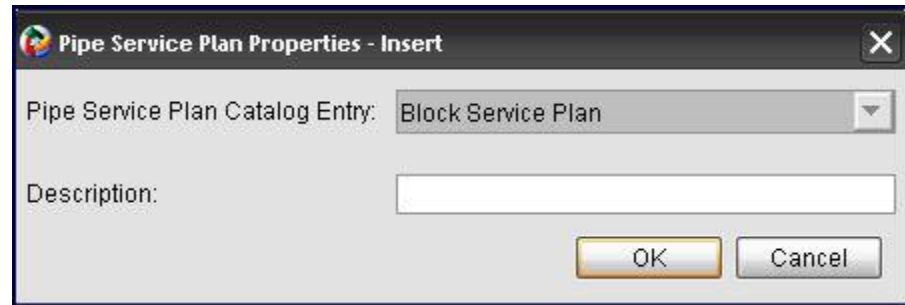 Pipe Service Plan Properties - Insert
Pipe Service Plan Catalog Entry: Block Service Plan
Description:
OK Cancel